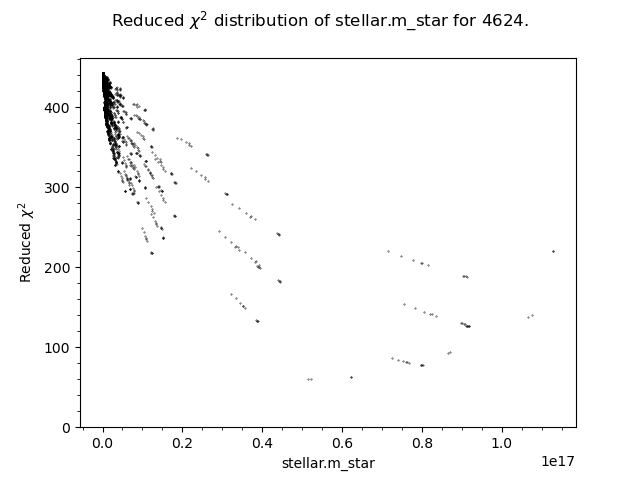 Reduced χ² distribution of stellar.m_star for 4624.
Reduced χ²
400
300
200
100
0
0.0 0.2 0.4 0.6 0.8 1.0
1e17
stellar.m_star